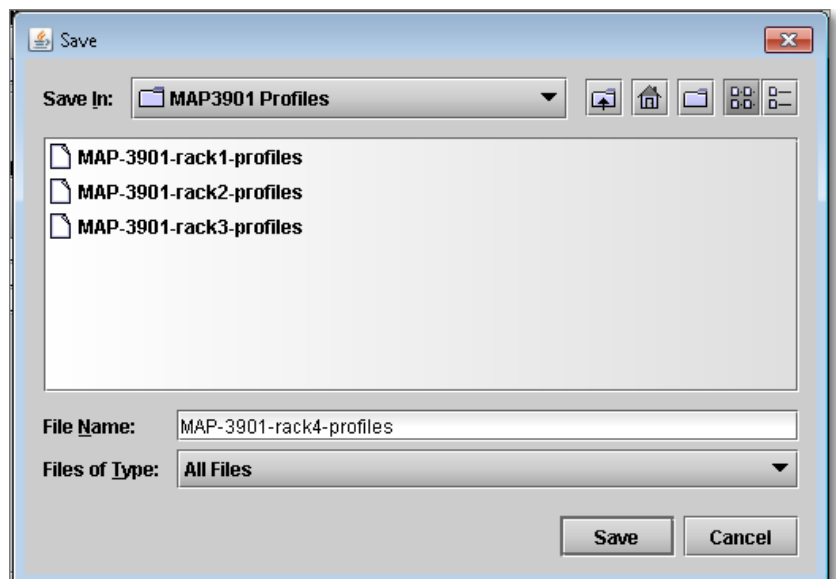 Save
Save In: MAP3901 Profiles
MAP-3901-rack1-profiles
MAP-3901-rack2-profiles
MAP-3901-rack3-profiles
File Name: MAP-3901-rack4-profiles
Files of Type: All Files
Save Cancel